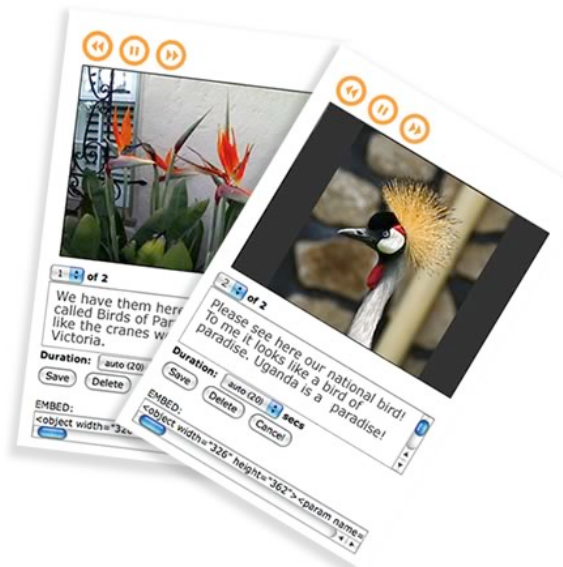 1 of 2
We have them here
called Birds of Par
like the cranes w
Victoria.
Duration: auto (20)
Save Delete
EMBED:
<object width="326
2 of 2
Please see here our national bird!
To me it looks like a bird of
paradise. Uganda is a paradise!
Duration: auto (20) secs
Save Delete Cancel
EMBED:
<object width="326" height="362"><param name=